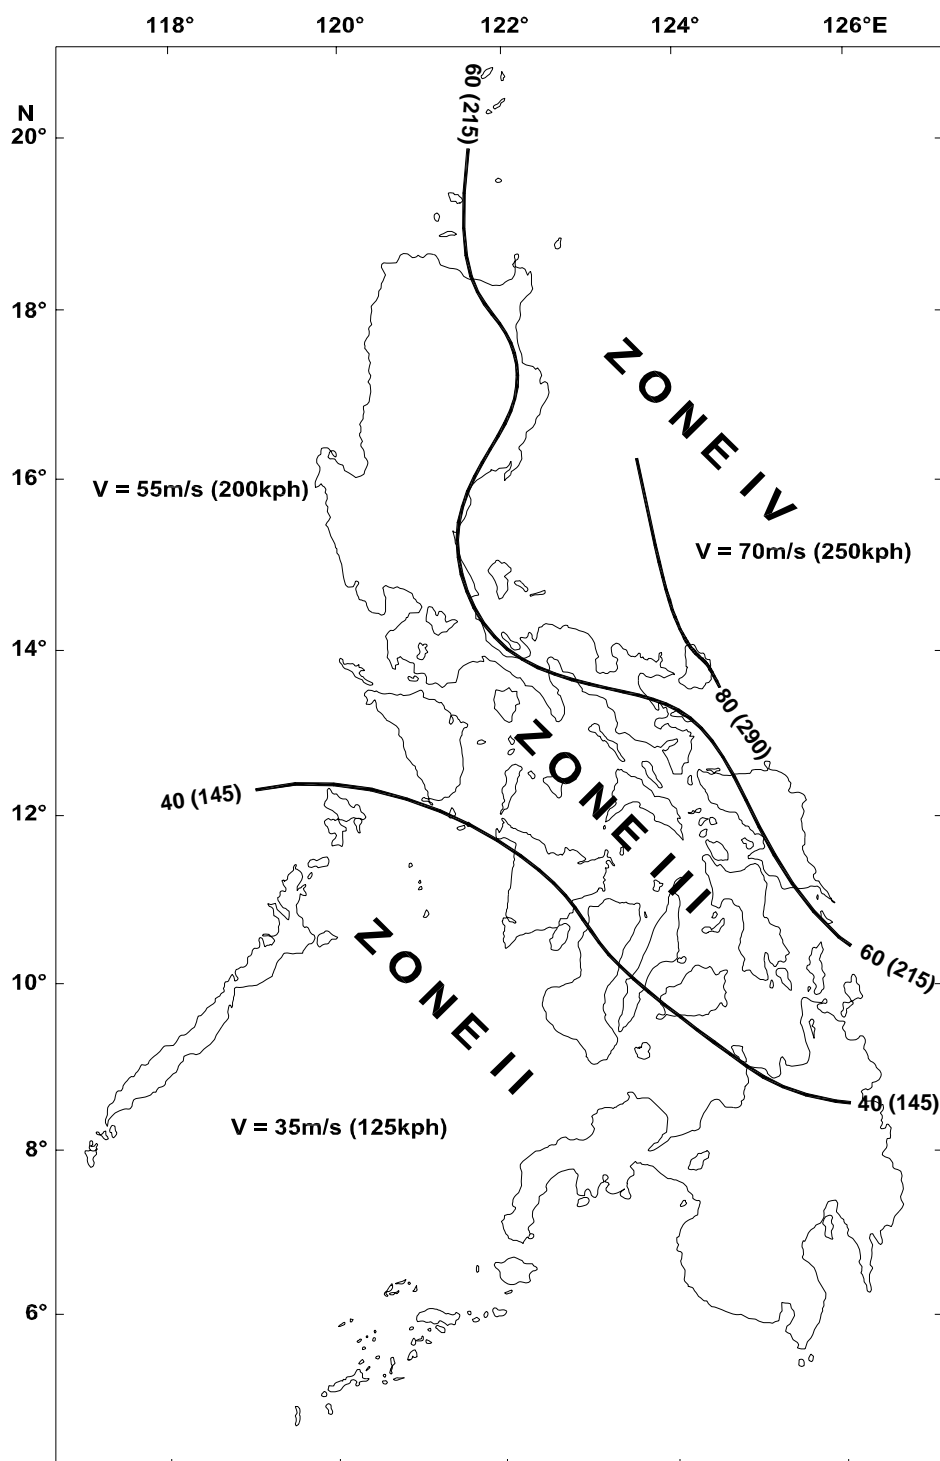 118° 120° 122° 124° 126°E
60 (215)
N
20°
18°
ZONE IV
16°
V = 55m/s (200kph)
V = 70m/s (250kph)
14°
80 (290)
ZONE III
40 (145)
12°
ZONE II
60 (215)
10°
40 (145)
V = 35m/s (125kph)
8°
6°